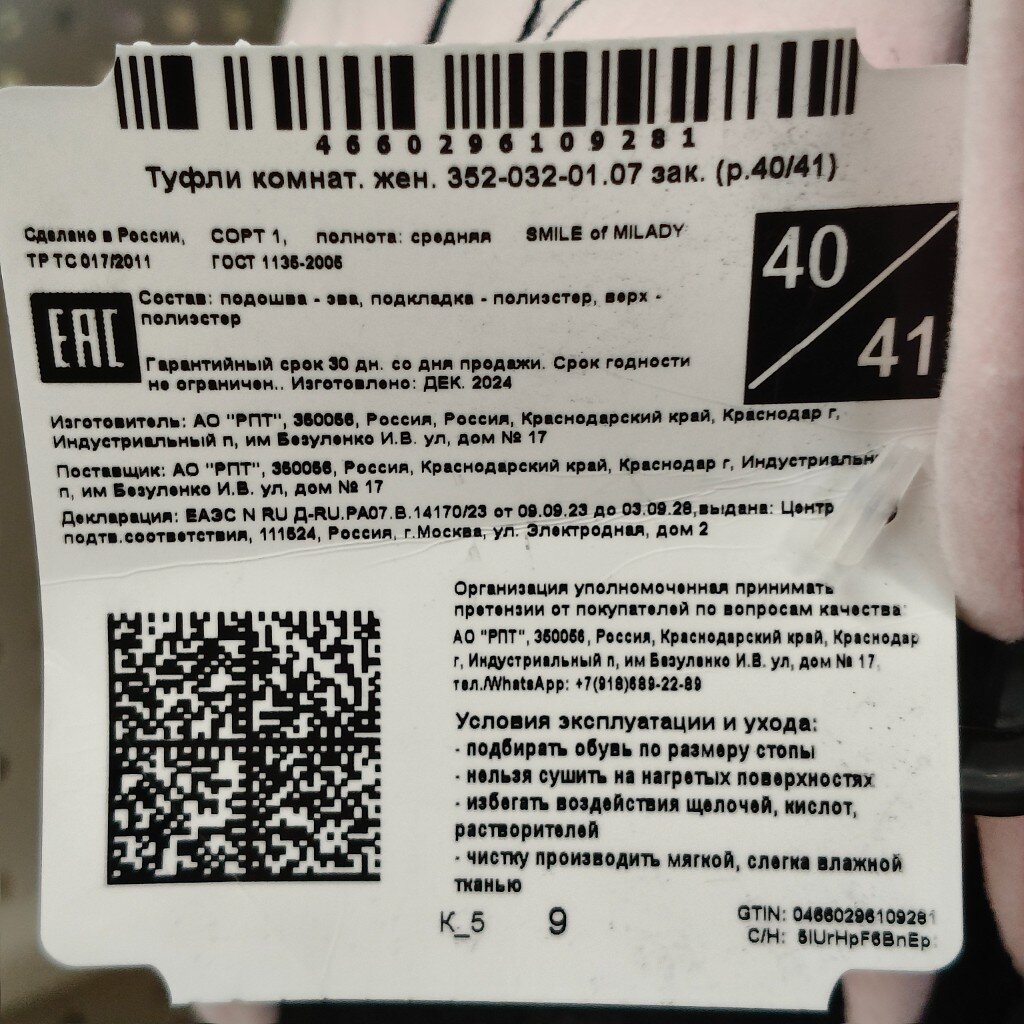 4660296109281
Туфли комнат. жен. 352-032-01.07 зак. (р.40/41)
Сделано в России, СОРТ 1, полнота: средняя SMILE of MILADY
ТР ТС 017/2011 ГОСТ 1135-2005
40
41
EAC
Состав: подошва - эва, подкладка - полиэстер, верх -
полиэстер
Гарантийный срок 30 дн. со дня продажи. Срок годности
не ограничен.. Изготовлено: ДЕК. 2024
Изготовитель: АО "РПТ", 350056, Россия, Россия, Краснодарский край, Краснодар г,
Индустриальный п, им Безуленко И.В. ул, дом № 17
Поставщик: АО "РПТ", 350056, Россия, Краснодарский край, Краснодар г, Индустриальн
п, им Безуленко И.В. ул, дом № 17
Декларация: ЕАЭС N RU Д-RU.РА07.В.14170/23 от 09.09.23 до 03.09.28,выдана: Центр
подтв.соответствия, 111524, Россия, г.Москва, ул. Электродная, дом 2
Организация уполномоченная принимать
претензии от покупателей по вопросам качества:
АО "РПТ", 350056, Россия, Краснодарский край, Краснодар
г, Индустриальный п, им Безуленко И.В. ул, дом № 17,
тел./WhatsApp: +7(918)689-22-89
Условия эксплуатации и ухода:
- подбирать обувь по размеру стопы
- нельзя сушить на нагретых поверхностях
- избегать воздействия щелочей, кислот,
растворителей
- чистку производить мягкой, слегка влажной
тканью
К_5 9
GTIN: 04660296109281
С/Н: